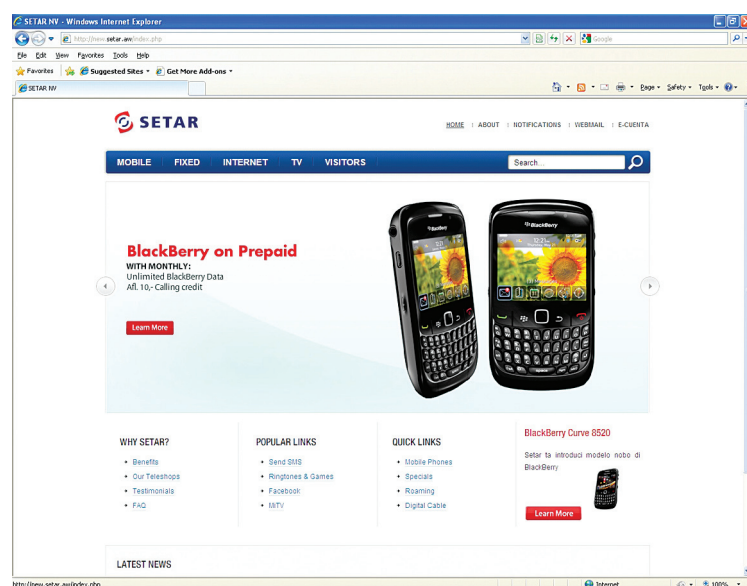 SETAR NV - Windows Internet Explorer
http://new.setar.aw/index.php
Google
File Edit View Favorites Tools Help
Favorites Suggested Sites Get More Add-ons
SETAR NV
Page Safety Tools
SETAR
HOME ABOUT NOTIFICATIONS WEBMAIL E-CUENTA
MOBILE FIXED INTERNET TV VISITORS
Search...
BlackBerry on Prepaid
WITH MONTHLY:
Unlimited BlackBerry Data
Afl. 10,- Calling credit
Learn More
BlackBerry
BlackBerry
WHY SETAR?
• Benefits
• Our Teleshops
• Testimonials
• FAQ
POPULAR LINKS
• Send SMS
• Ringtones & Games
• Facebook
• MiTV
QUICK LINKS
• Mobile Phones
• Specials
• Roaming
• Digital Cable
BlackBerry Curve 8520
Setar ta introduci modelo nobo di
BlackBerry
Learn More
LATEST NEWS
http://new.setar.aw/index.php
Internet
100%